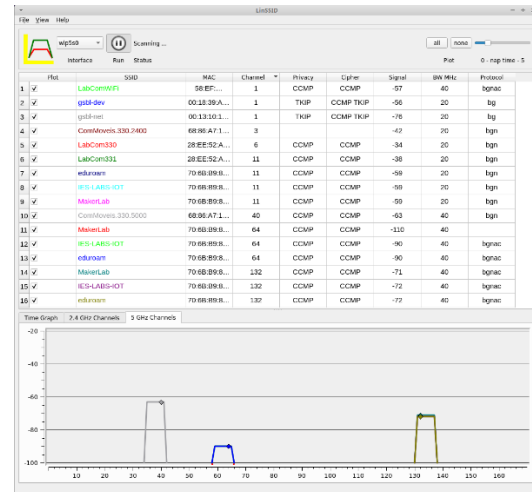 LinSSID
File View Help
wlp5s0 Scanning ... all none
Interface Run Status Plot 0 - nap time - 5
Plot SSID MAC Channel Privacy Cipher Signal BW MHz Protocol
1 LabComWIFI 58:EF:... 1 CCMP CCMP -57 40 bgnac
2 gsbl-dev 00:18:39:A... 1 TKIP CCMP TKIP -56 20 bg
3 gsbl-net 00:13:10:1... 1 TKIP CCMP TKIP -76 20 bg
4 ComMoveis.330.2400 68:86:A7:1... 3 -42 20 bgn
5 LabCom330 28:EE:52:A... 6 CCMP CCMP -34 20 bgn
6 LabCom331 28:EE:52:A... 11 CCMP CCMP -38 20 bgn
7 eduroam 70:6B:B9:8... 11 CCMP CCMP -59 20 bgn
8 IES-LABS-IOT 70:6B:B9:8... 11 CCMP CCMP -59 20 bgn
9 MakerLab 70:6B:B9:8... 11 CCMP CCMP -59 20 bgn
10 ComMoveis.330.5000 68:86:A7:1... 40 CCMP CCMP -63 40 bgn
11 MakerLab 70:6B:B9:8... 64 CCMP CCMP -110 40
12 IES-LABS-IOT 70:6B:B9:8... 64 CCMP CCMP -90 40 bgnac
13 eduroam 70:6B:B9:8... 64 CCMP CCMP -90 40 bgnac
14 MakerLab 70:6B:B9:8... 132 CCMP CCMP -71 40 bgnac
15 IES-LABS-IOT 70:6B:B9:8... 132 CCMP CCMP -72 40 bgnac
16 eduroam 70:6B:B9:8... 132 CCMP CCMP -72 40 bgnac
Time Graph 2.4 GHz Channels 5 GHz Channels
-20
-40
-60
-80
-100
10 20 30 40 50 60 70 80 90 100 110 120 130 140 150 160